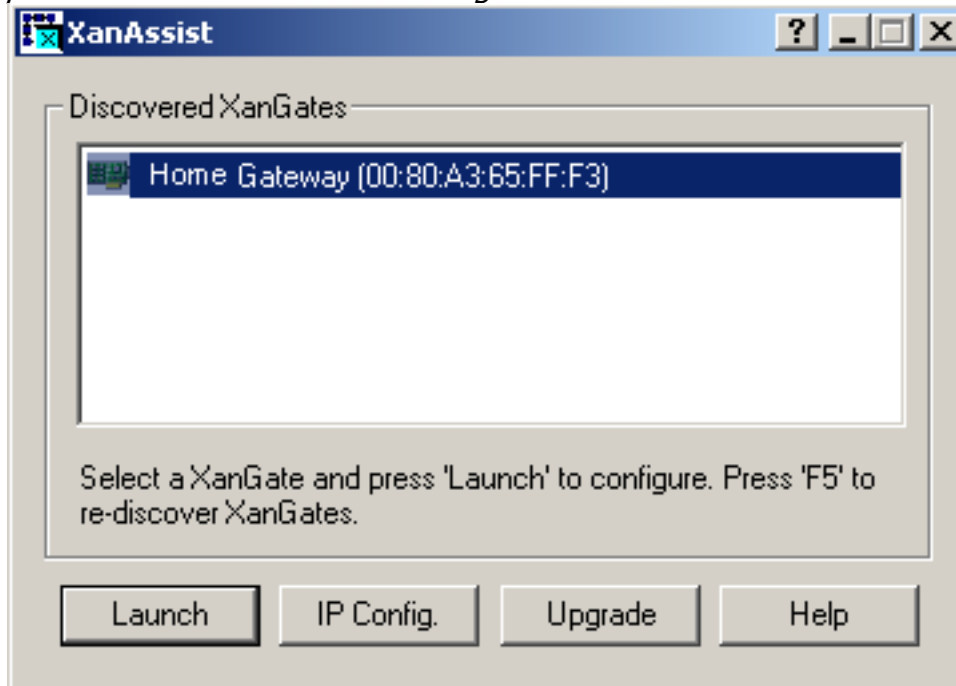 XanAssist
Discovered XanGates
Home Gateway (00:80:A3:65:FF:F3)
Select a XanGate and press 'Launch' to configure. Press 'F5' to
re-discover XanGates.
Launch IP Config. Upgrade Help